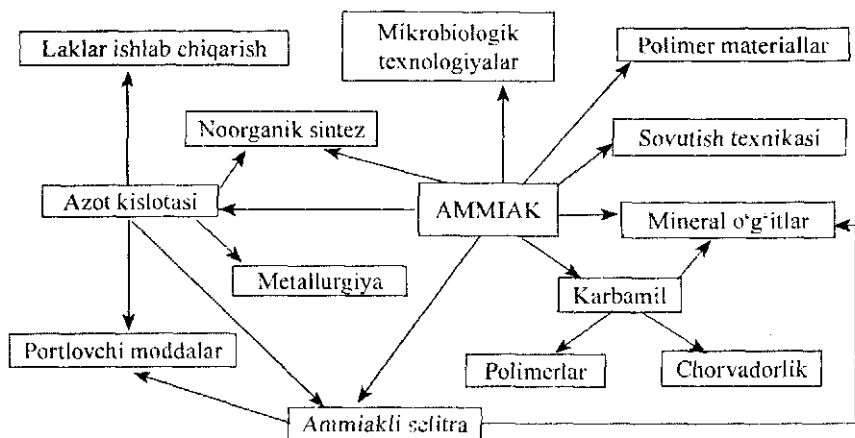 Laklar ishlab chiqarish
Mikrobiologik
texnologiyalar
Polimer materiallar
Noorganik sintez
Sovutish texnikasi
Azot kislotasi
AMMIAK
Mineral o‘g‘itlar
Metallurgiya
Karbamil
Portlovchi moddalar
Polimerlar
Chorvadorlik
Ammiakli selitra